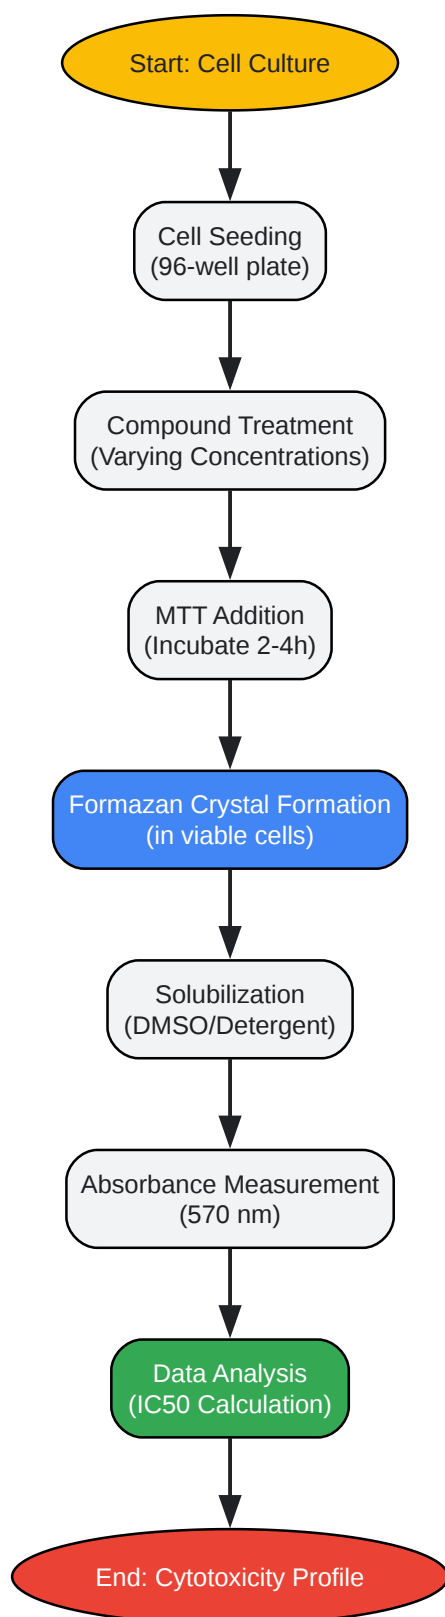 Start: Cell Culture
Cell Seeding
(96-well plate)
Compound Treatment
(Varying Concentrations)
MTT Addition
(Incubate 2-4h)
Formazan Crystal Formation
(in viable cells)
Solubilization
(DMSO/Detergent)
Absorbance Measurement
(570 nm)
Data Analysis
(IC50 Calculation)
End: Cytotoxicity Profile